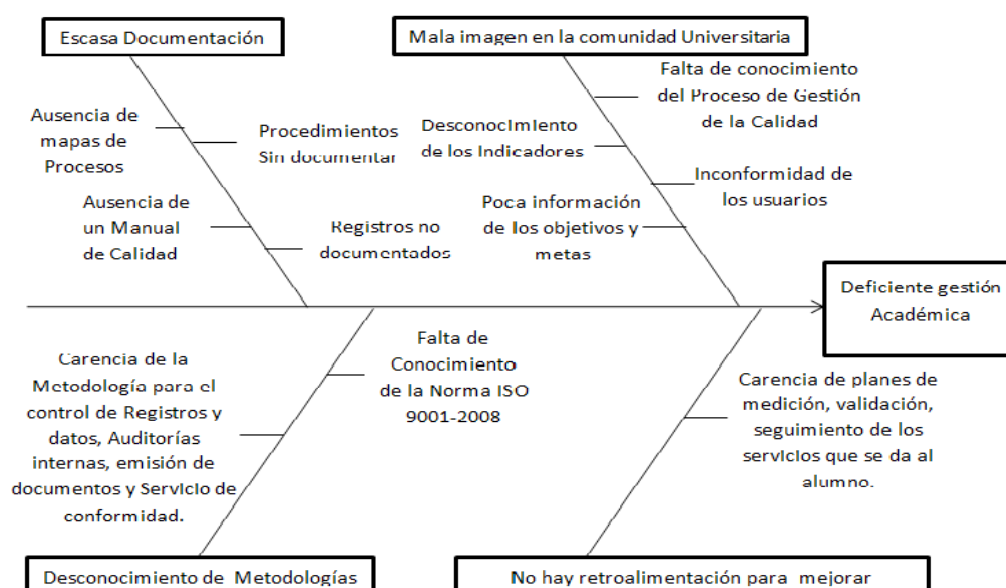 Escasa Documentación
Mala imagen en la comunidad Universitaria
Ausencia de
mapas de
Procesos
Procedimientos
Sin documentar
Ausencia de
un Manual
de Calidad
Registros no
documentados
Falta de conocimiento
del Proceso de Gestión
de la Calidad
Desconocimiento
de los Indicadores
Inconformidad de
los usuarios
Poca información
de los objetivos y
metas
Deficiente gestión
Académica
Carencia de la
Metodología para el
control de Registros y
datos, Auditorías
internas, emisión de
documentos y Servicio de
conformidad.
Falta de
Conocimiento
de la Norma ISO
9001-2008
Carencia de planes de
medición, validación,
seguimiento de los
servicios que se da al
alumno.
Desconocimiento de Metodologías
No hay retroalimentación para mejorar